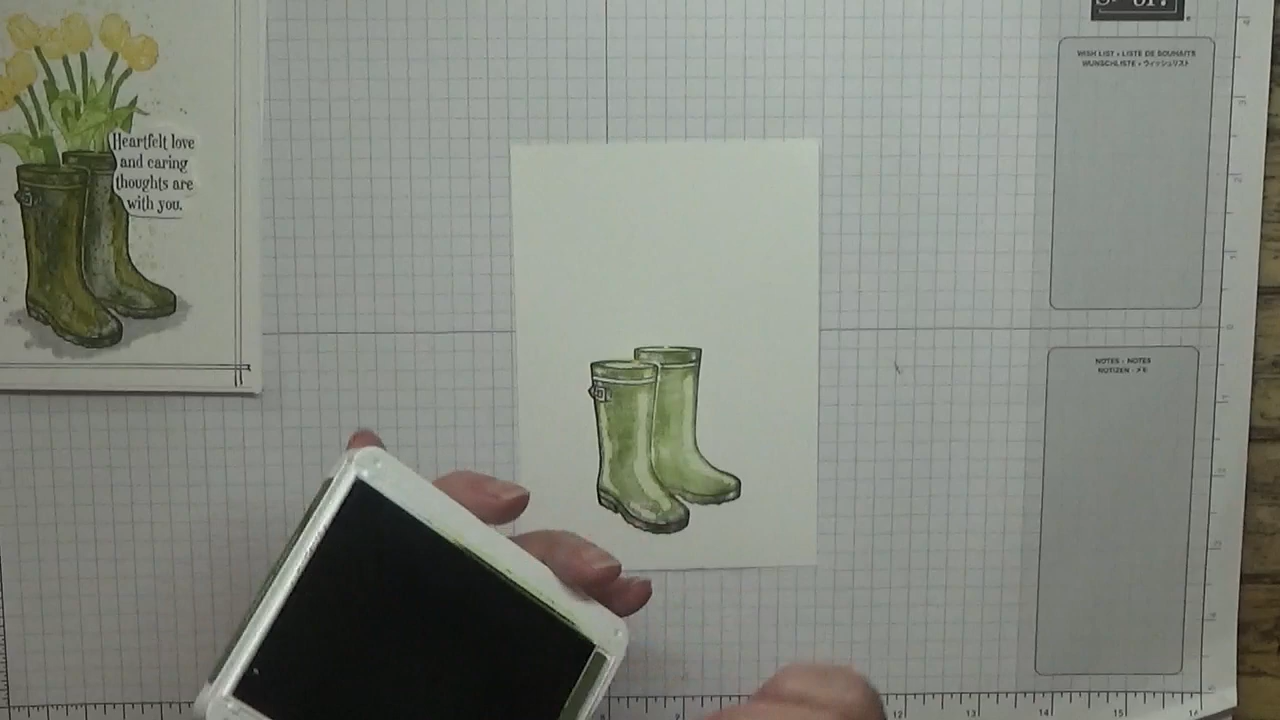 Heartfelt love
and caring
thoughts are
with you.
WISH LIST • LISTE DE SOUHAITS
WUNSCHLISTE • ウィッシュリスト
NOTES • NOTES
NOTIZEN • メモ